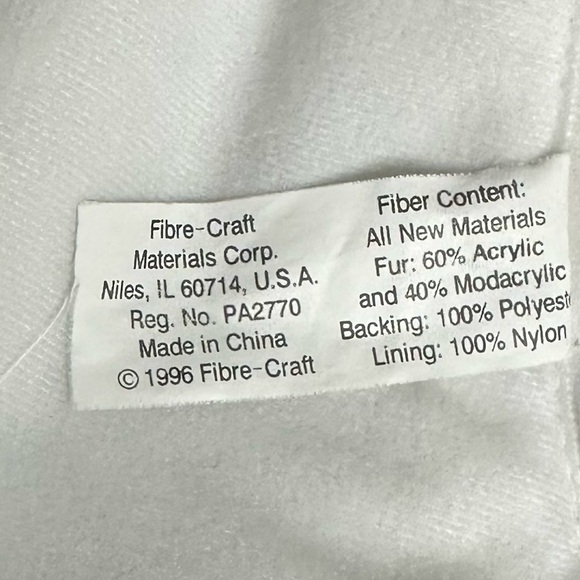 Fibre-Craft
Materials Corp.
Niles, IL 60714, U.S.A.
Reg. No. PA2770
Made in China
© 1996 Fibre-Craft
Fiber Content:
All New Materials
Fur: 60% Acrylic
and 40% Modacrylic
Backing: 100% Polyest
Lining: 100% Nylon